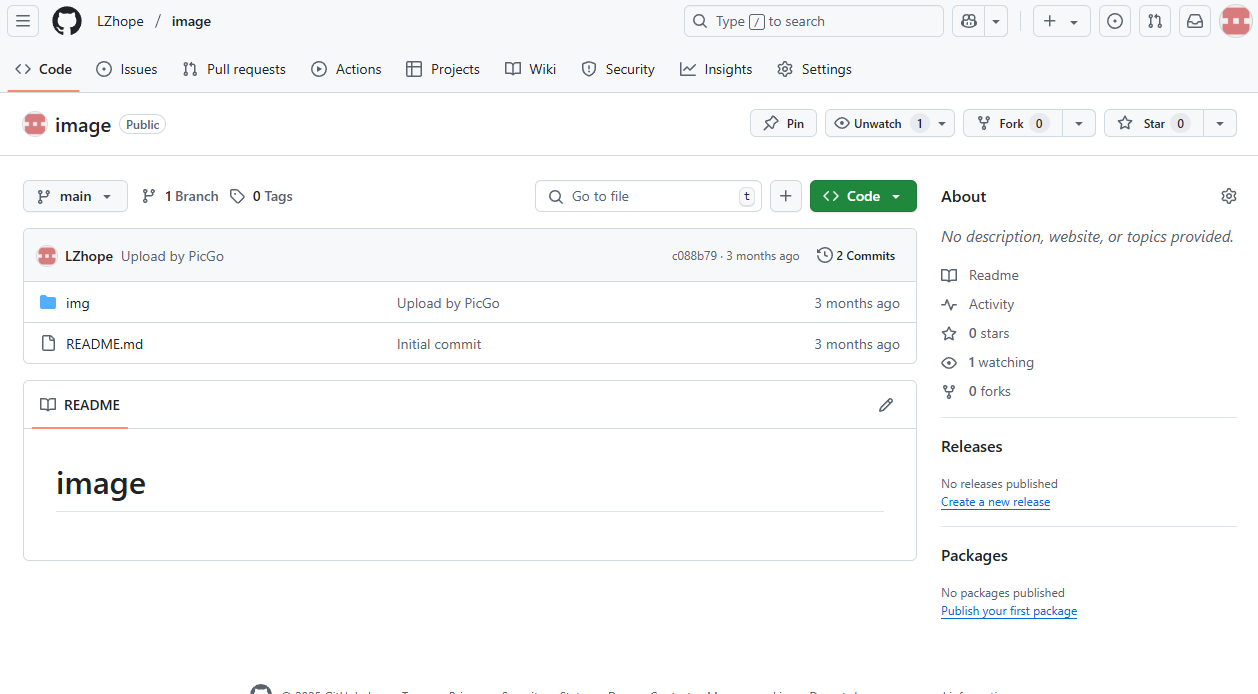 LZhope / image
Type / to search
Code Issues Pull requests Actions Projects Wiki Security Insights Settings
image Public
Pin Unwatch 1 Fork 0 Star 0
main 1 Branch 0 Tags Go to file t Code
LZhope Upload by PicGo c088b79 · 3 months ago 2 Commits
img Upload by PicGo 3 months ago
README.md Initial commit 3 months ago
README
image
About
No description, website, or topics provided.
Readme
Activity
0 stars
1 watching
0 forks
Releases
No releases published
Create a new release
Packages
No packages published
Publish your first package